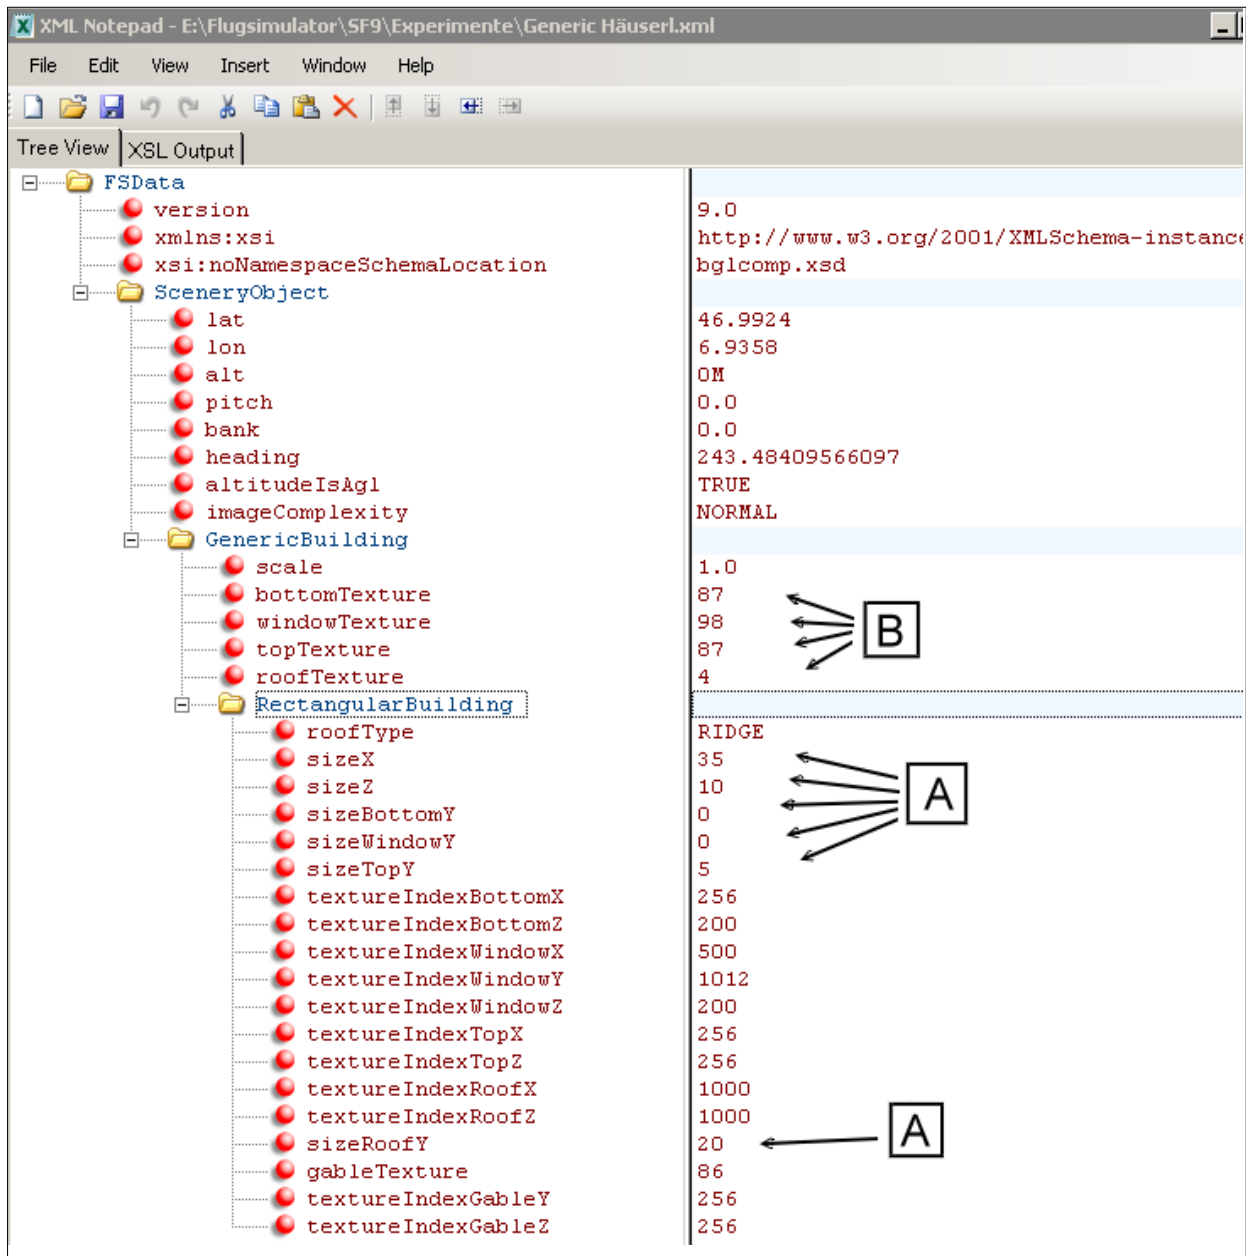 XML Notepad - E:\Flugsimulator\SF9\Experimente\Generic Häuserl.xml
File Edit View Insert Window Help
Tree View XSL Output
FSData
version 9.0
xmlns:xsi http://www.w3.org/2001/XMLSchema-instance
xsi:noNamespaceSchemaLocation bglcomp.xsd
SceneryObject
lat 46.9924
lon 6.9358
alt 0M
pitch 0.0
bank 0.0
heading 243.48409566097
altitudeIsAgl TRUE
imageComplexity NORMAL
GenericBuilding
scale 1.0
bottomTexture 87
windowTexture 98 B
topTexture 87
roofTexture 4
RectangularBuilding
roofType RIDGE
sizeX 35
sizeZ 10 A
sizeBottomY 0
sizeWindowY 0
sizeTopY 5
textureIndexBottomX 256
textureIndexBottomZ 200
textureIndexWindowX 500
textureIndexWindowY 1012
textureIndexWindowZ 200
textureIndexTopX 256
textureIndexTopZ 256
textureIndexRoofX 1000
textureIndexRoofZ 1000
sizeRoofY 20 A
gableTexture 86
textureIndexGableY 256
textureIndexGableZ 256